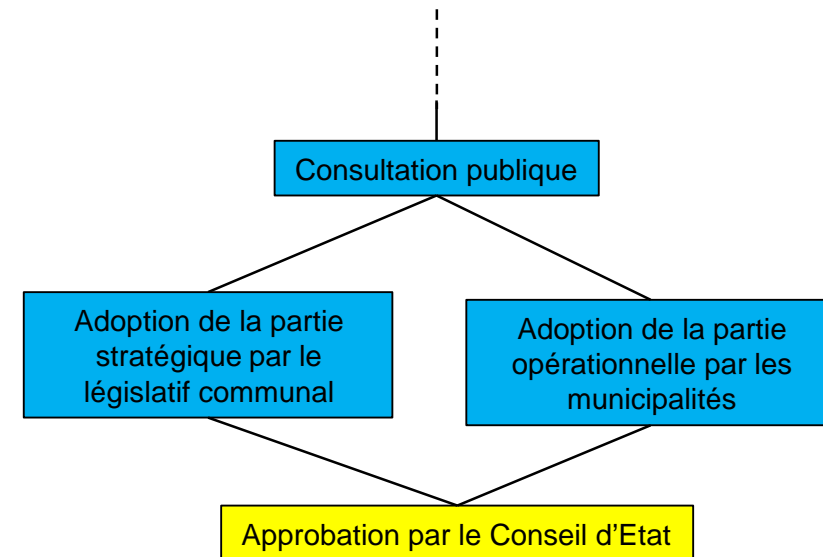 Consultation publique
Adoption de la partie
stratégique par le
législatif communal
Adoption de la partie
opérationnelle par les
municipalités
Approbation par le Conseil d’Etat